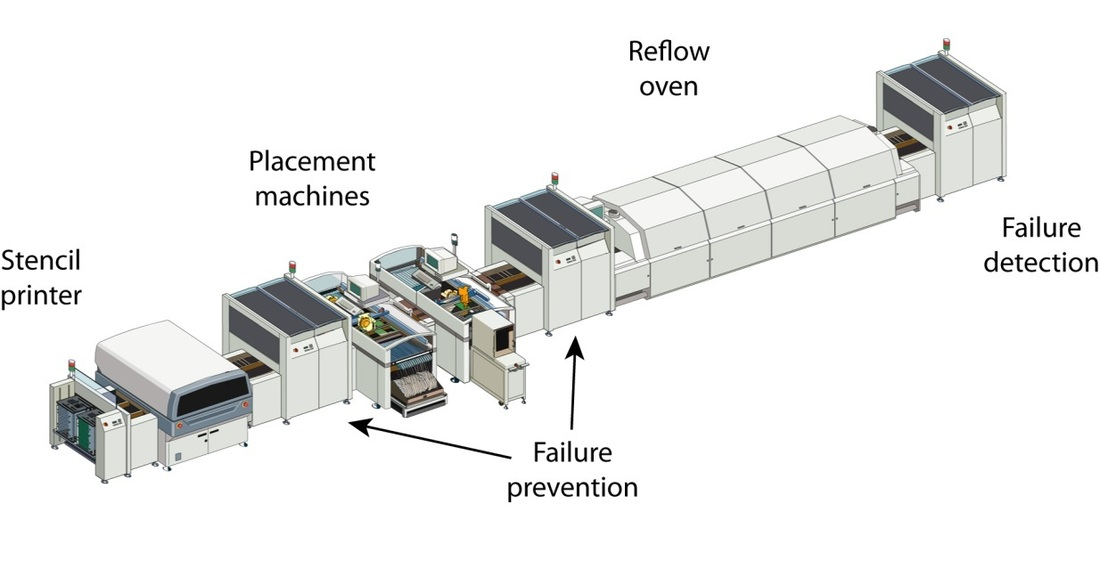 Reflow
oven
Placement
machines
Stencil
printer
Failure
detection
Failure
prevention